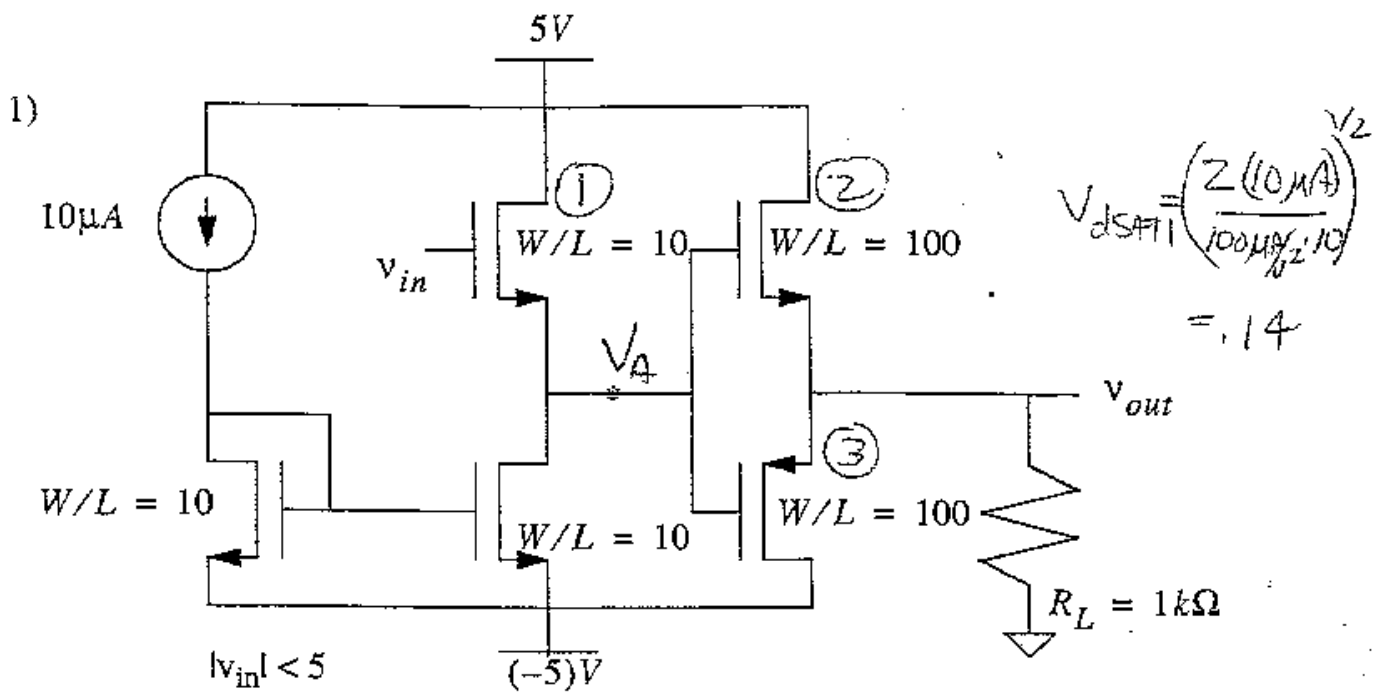 5V
1)
10μA
v_in
①
W/L = 10
②
W/L = 100
V_dSAT1 = (2(10μA) / 100μA/V² · 10)^1/2
= .14
V_A
v_out
③
W/L = 10
W/L = 10
W/L = 100
R_L = 1kΩ
|v_in| < 5
(−5)V